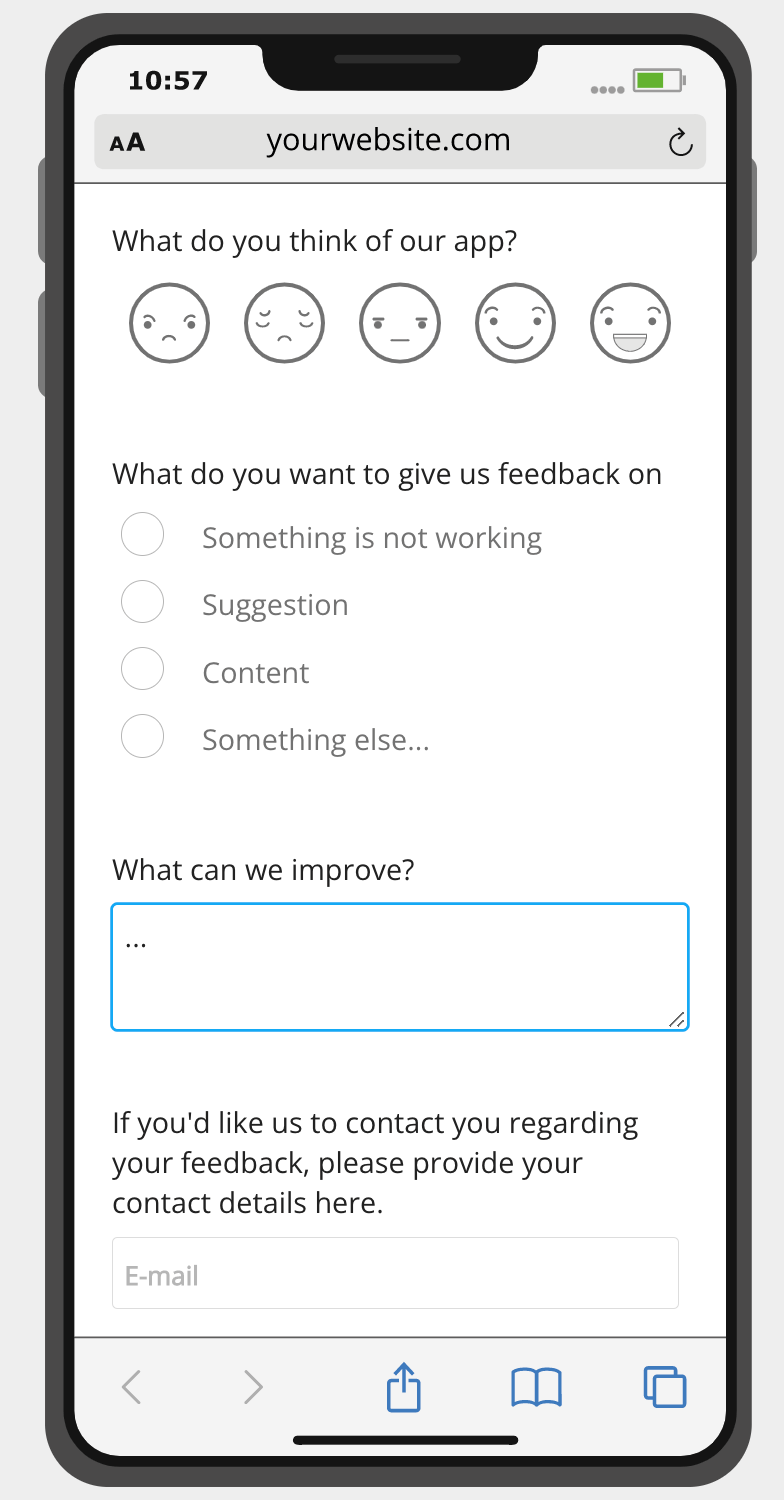 10:57
AA yourwebsite.com
What do you think of our app?
What do you want to give us feedback on
Something is not working
Suggestion
Content
Something else...
What can we improve?
...
If you'd like us to contact you regarding
your feedback, please provide your
contact details here.
E-mail